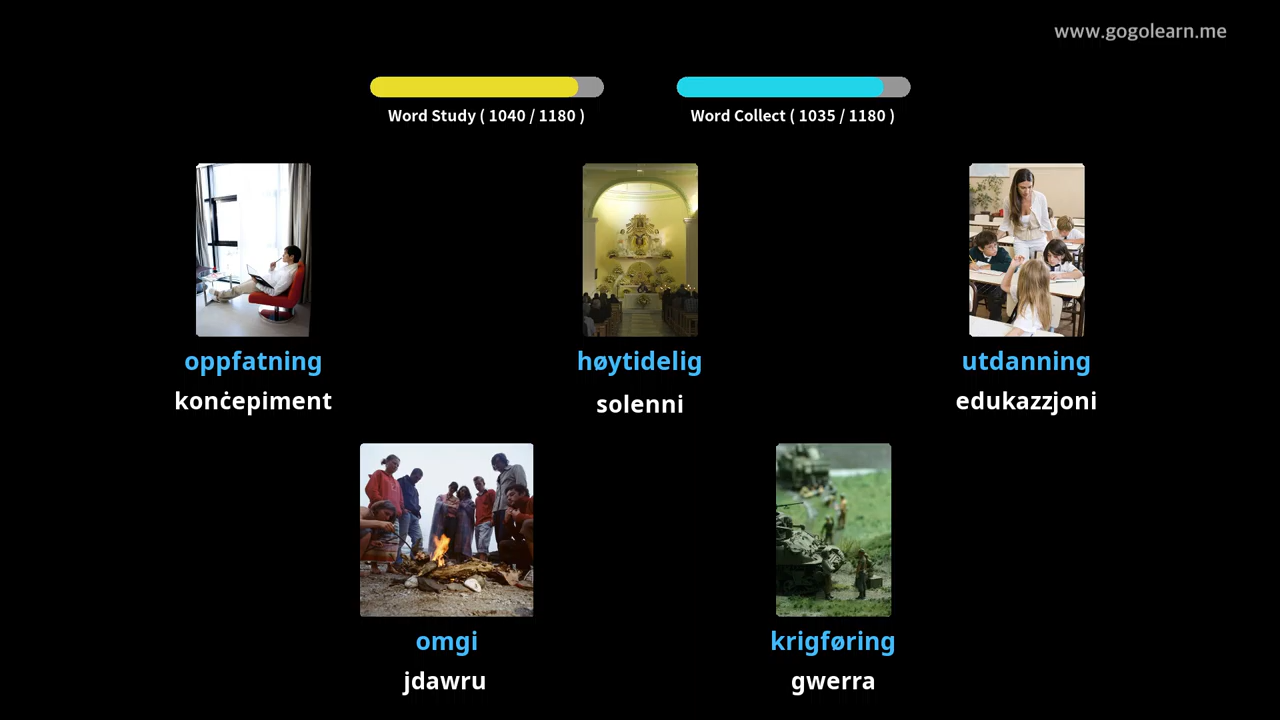 www.gogolearn.me
Word Study ( 1040 / 1180 )
Word Collect ( 1035 / 1180 )
oppfatning
konċepiment
høytidelig
solenni
utdanning
edukazzjoni
omgi
jdawru
krigføring
gwerra